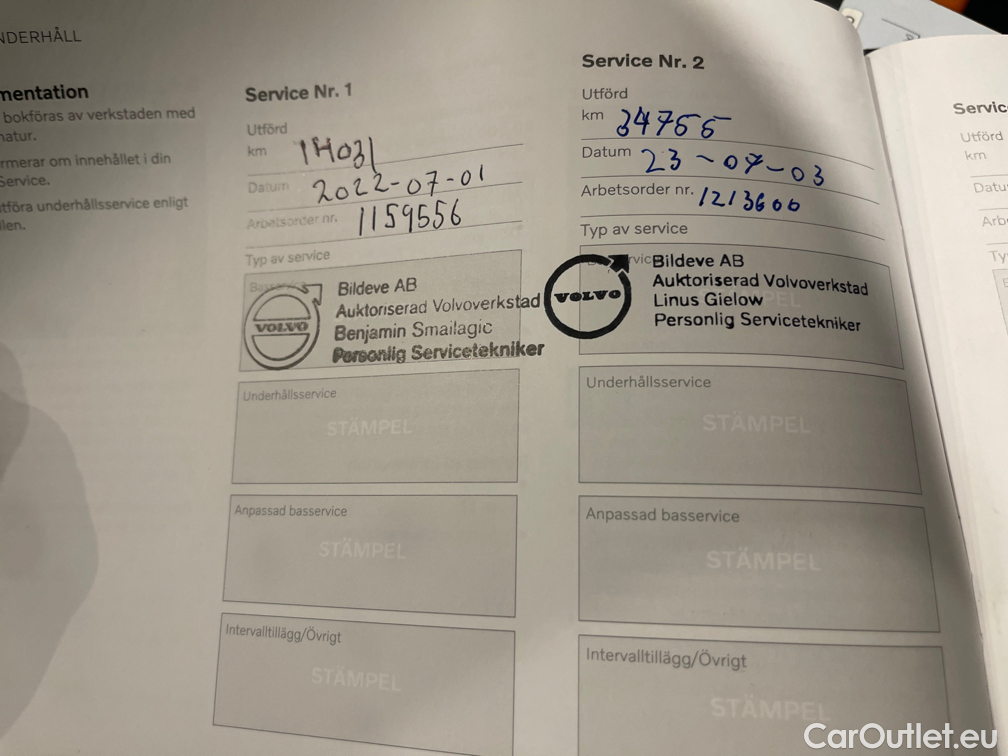 NDERHÅLL
mentation
bokföras av verkstaden med
natur.
rmerar om innehållet i din
Service.
tföra underhållsservice enligt
llen.
Service Nr. 1
Utförd
km 14031
Datum 2022-07-01
Arbetsorder nr. 1159556
Typ av service
VOLVO
Bildeve AB
Auktoriserad Volvoverkstad
Benjamin Smailagic
Personlig Servicetekniker
Underhållsservice
STÄMPEL
Anpassad basservice
STÄMPEL
Intervalltillägg/Övrigt
STÄMPEL
Service Nr. 2
Utförd
km 34755
Datum 23-07-03
Arbetsorder nr. 1213600
Typ av service
VOLVO
Bildeve AB
Auktoriserad Volvoverkstad
Linus Gielow
Personlig Servicetekniker
Underhållsservice
STÄMPEL
Anpassad basservice
STÄMPEL
Intervalltillägg/Övrigt
STÄMPEL
Servic
Utförd
km
Datu
Arb
Ty
CarOutlet.eu